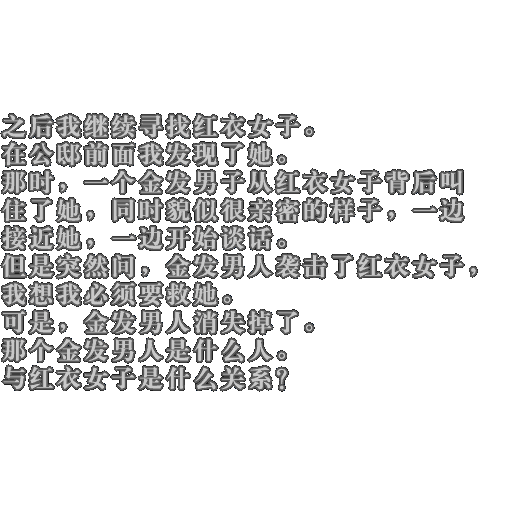 之后我继续寻找红衣女子。
在公邸前面我发现了她。
那时，一个金发男子从红衣女子背后叫
住了她，同时貌似很亲密的样子，一边
接近她，一边开始谈话。
但是突然间，金发男人袭击了红衣女子，
我想我必须要救她。
可是，金发男人消失掉了。
那个金发男人是什么人。
与红衣女子是什么关系？